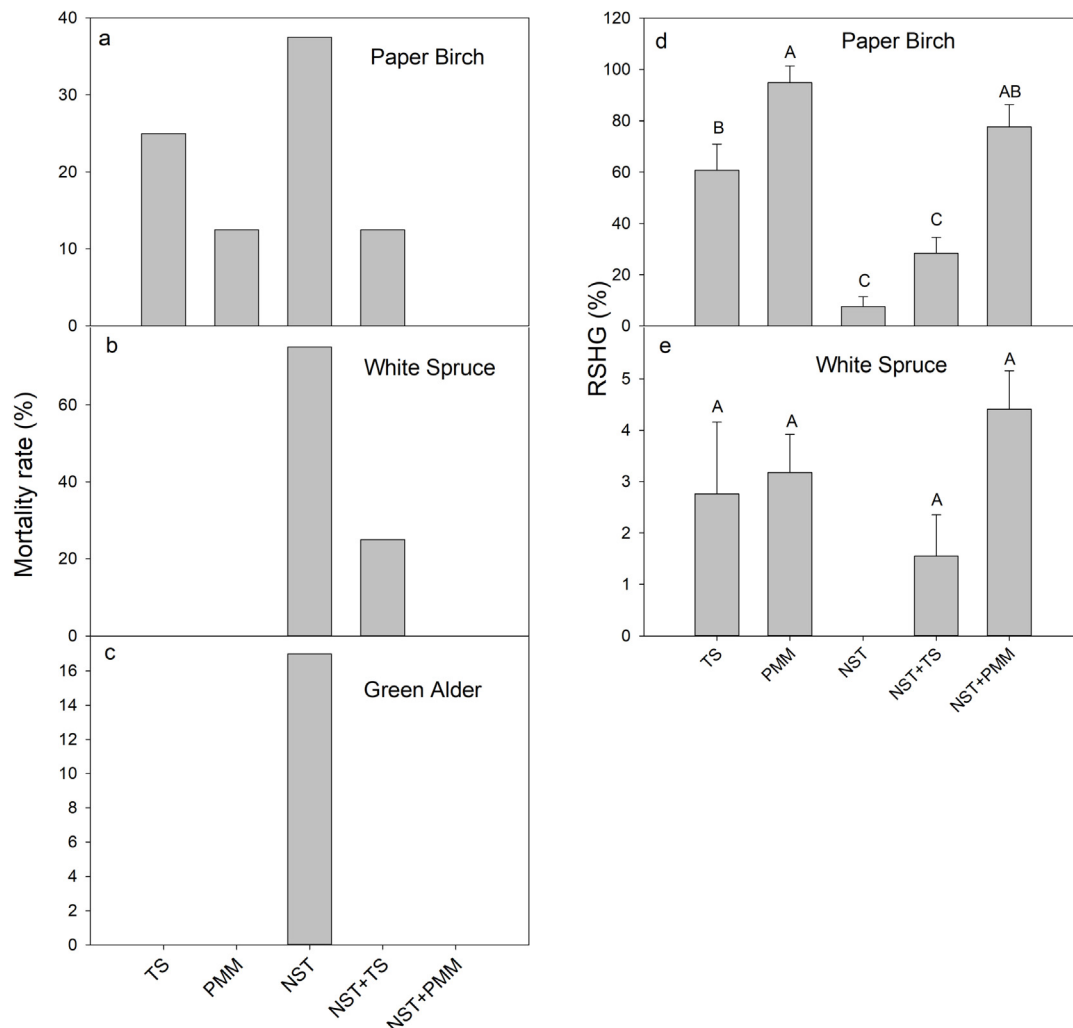 Mortality rate (%)
a
Paper Birch
40
30
20
10
0
b
White Spruce
60
40
20
0
c
Green Alder
16
14
12
10
8
6
4
2
0
TS
PMM
NST
NST+TS
NST+PMM
RSHG (%)
d
Paper Birch
120
100
80
60
40
20
0
B
A
C
C
AB
e
White Spruce
5
4
3
2
1
0
A
A
A
A
TS
PMM
NST
NST+TS
NST+PMM